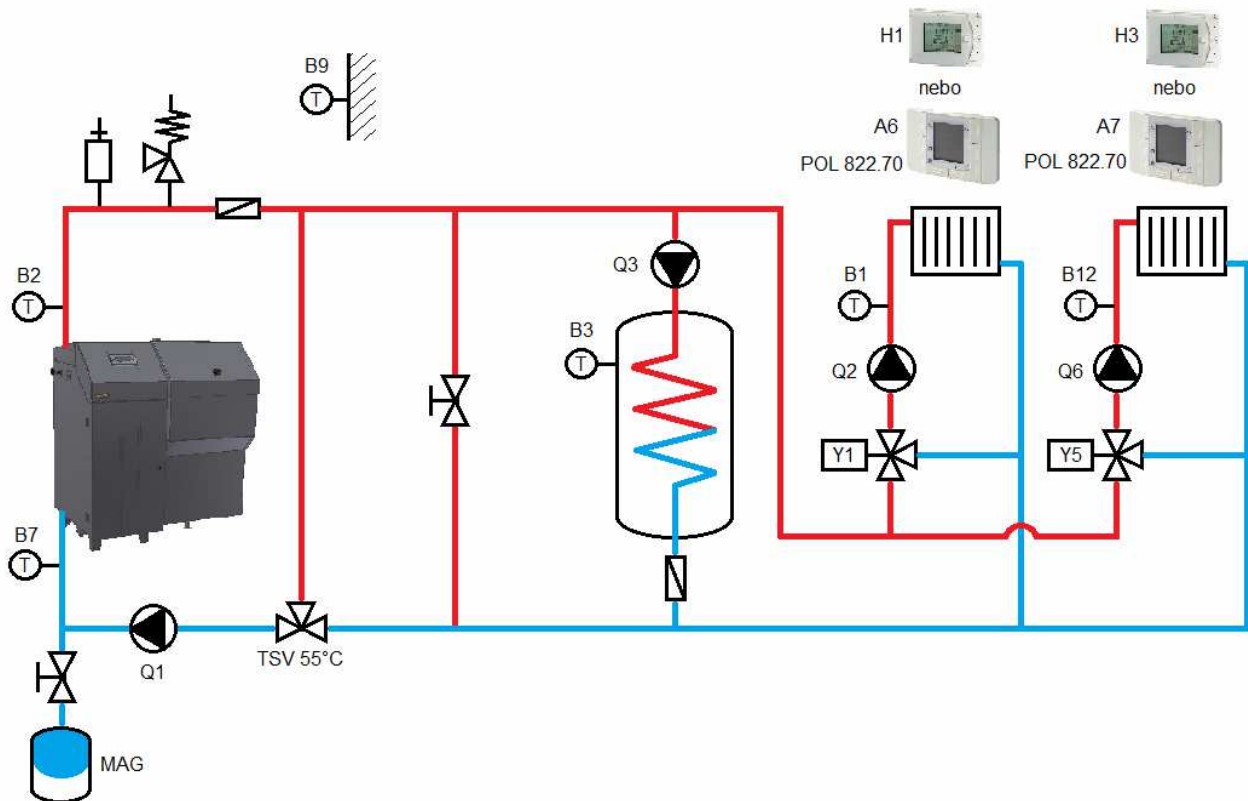 H1
H3
B9
T
nebo
nebo
A6
A7
POL 822.70
POL 822.70
B2
T
Q3
B1
T
B12
T
B3
T
Q2
Q6
Y1
Y5
B7
T
Q1
TSV 55°C
MAG